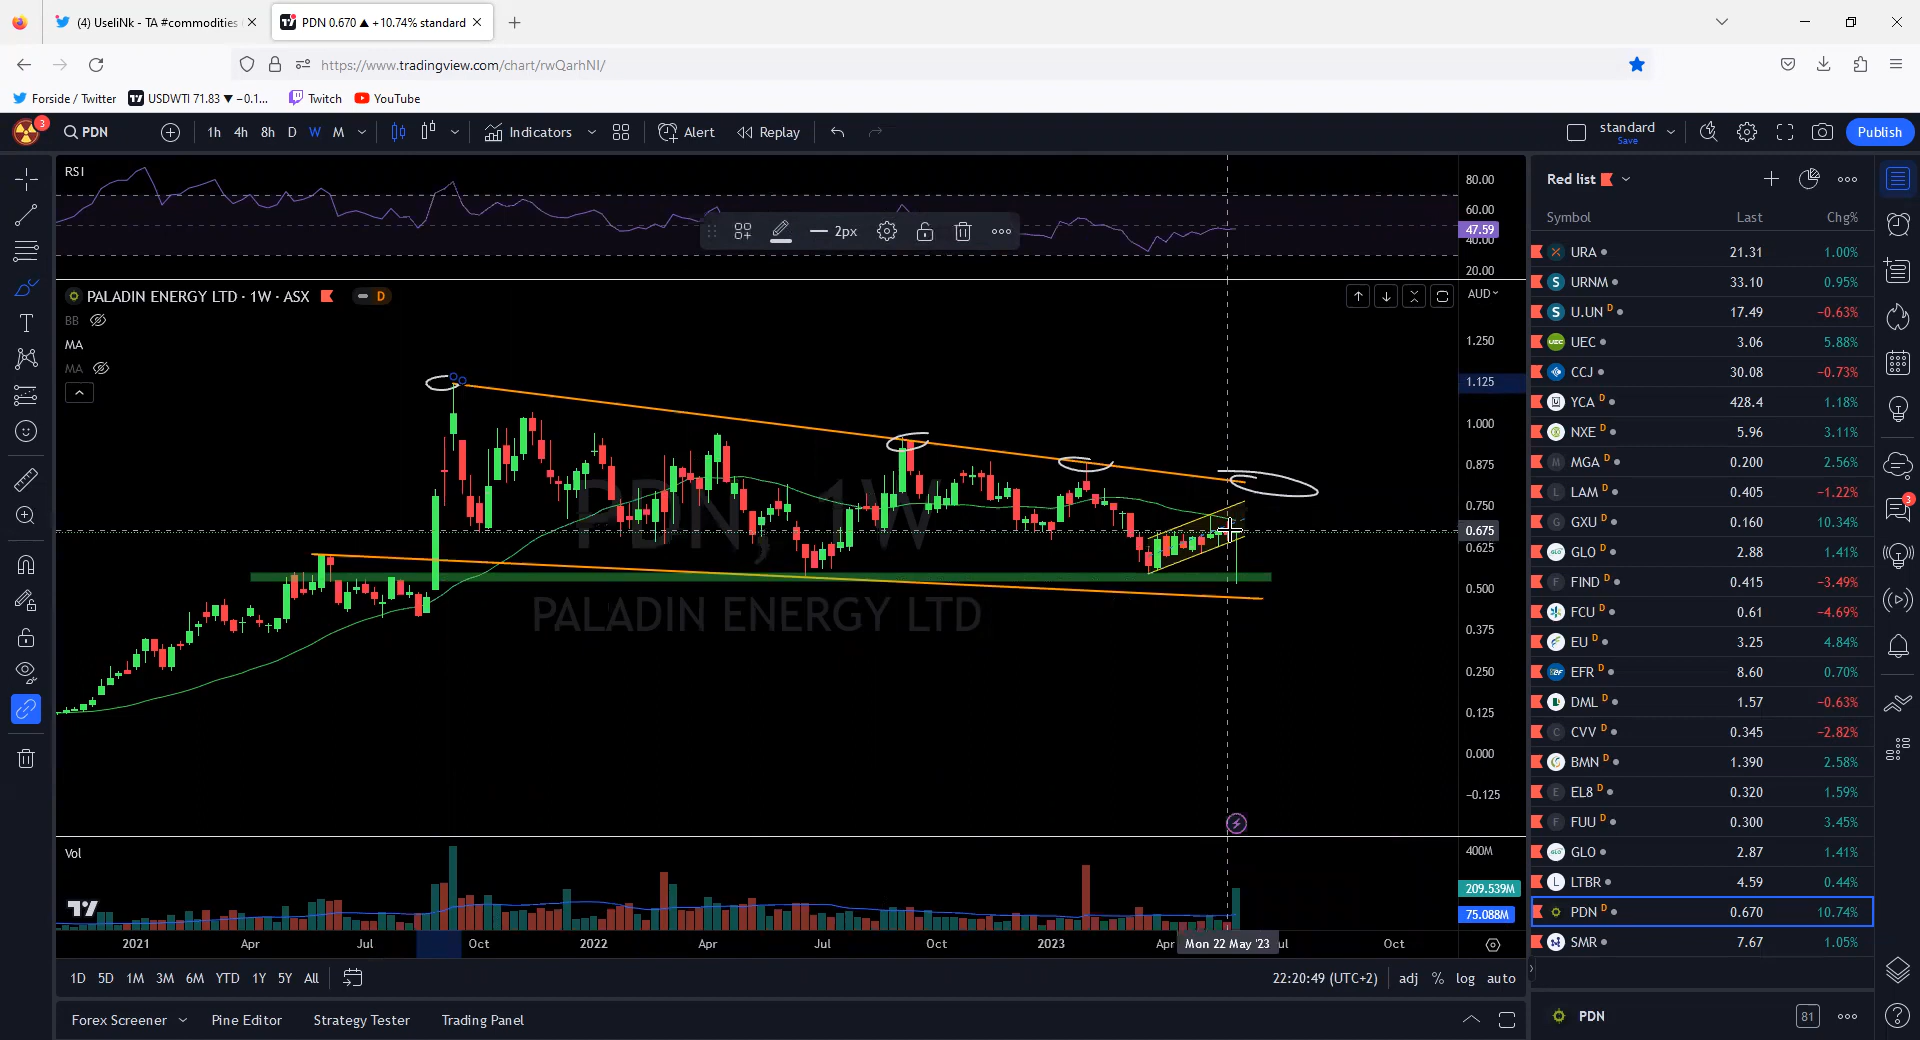 (4) UseliNk - TA #commodities
PDN 0.670 ▲ +10.74% standard
https://www.tradingview.com/chart/rwQarhNI/
Forside / Twitter
USDWTI 71.83 ▼ −0.1...
Twitch
YouTube
3
PDN
1h 4h 8h D W M
Indicators
Alert
Replay
standard
Save
Publish
RSI
80.00
60.00
47.59
40.00
20.00
2px
PALADIN ENERGY LTD · 1W · ASX
D
BB
MA
MA
AUD
1.250
1.125
1.000
0.875
0.750
0.675
0.625
0.500
0.375
0.250
0.125
0.000
−0.125
PDN, 1W
PALADIN ENERGY LTD
Vol
400M
209.539M
75.088M
2021 Apr Jul Oct 2022 Apr Jul Oct 2023 Apr Mon 22 May '23 ul Oct
1D 5D 1M 3M 6M YTD 1Y 5Y All
22:20:49 (UTC+2)
adj % log auto
Forex Screener
Pine Editor
Strategy Tester
Trading Panel
Red list
Symbol Last Chg%
URA 21.31 1.00%
URNM 33.10 0.95%
U.UN D 17.49 −0.63%
UEC 3.06 5.88%
CCJ 30.08 −0.73%
YCA D 428.4 1.18%
NXE D 5.96 3.11%
MGA D 0.200 2.56%
LAM D 0.405 −1.22%
GXU D 0.160 10.34%
GLO D 2.88 1.41%
FIND D 0.415 −3.49%
FCU D 0.61 −4.69%
EU D 3.25 4.84%
EFR D 8.60 0.70%
DML D 1.57 −0.63%
CVV D 0.345 −2.82%
BMN D 1.390 2.58%
EL8 D 0.320 1.59%
FUU D 0.300 3.45%
GLO 2.87 1.41%
LTBR 4.59 0.44%
PDN D 0.670 10.74%
SMR 7.67 1.05%
PDN
81
3